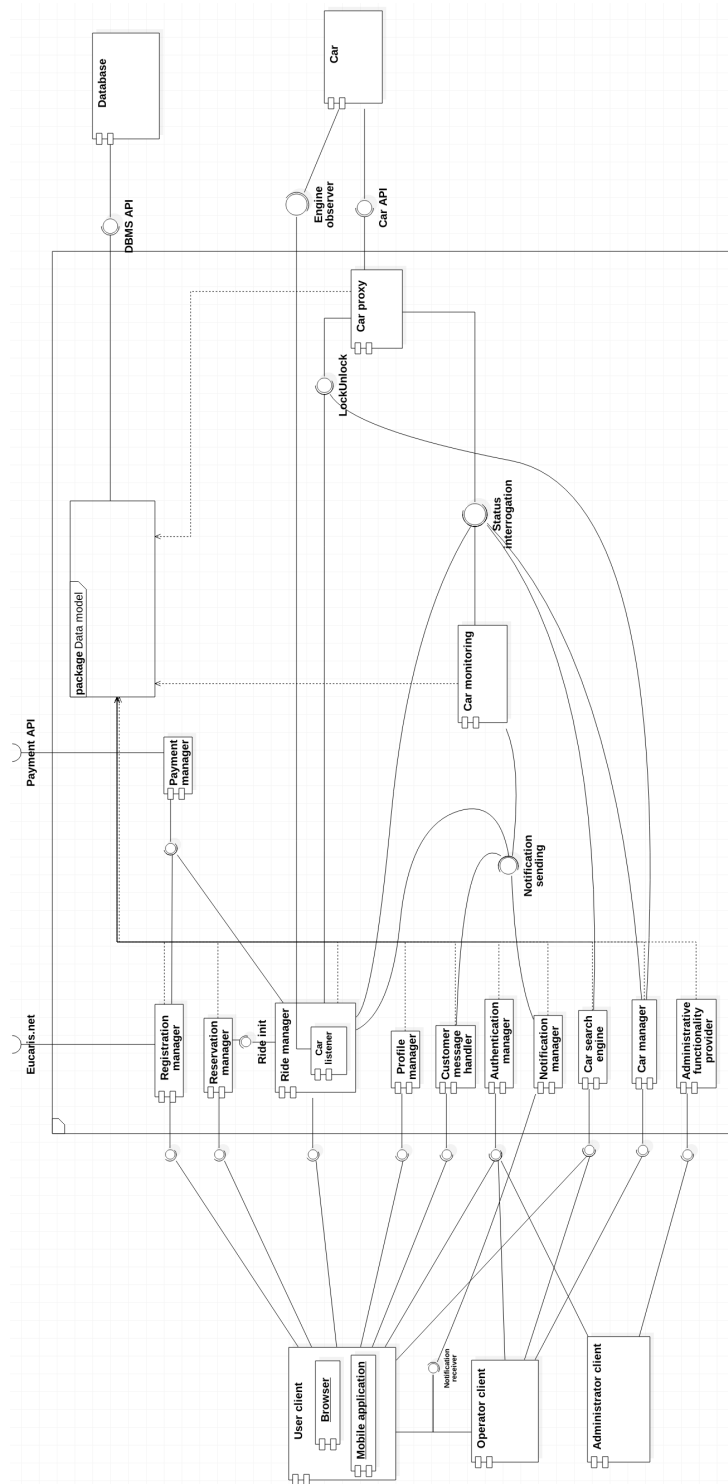 Database
Car
DBMS API
Engine
observer
Car API
Car proxy
LockUnlock
Status
interrogation
package Data model
Car monitoring
Payment API
Payment
manager
Notification
sending
Eucaris.net
Registration
manager
Reservation
manager
Ride init
Ride manager
Car
listener
Profile
manager
Customer
message
handler
Authentication
manager
Notification
manager
Car search
engine
Car manager
Administrative
functionality
provider
User client
Browser
Mobile application
Notification
receiver
Operator client
Administrator client